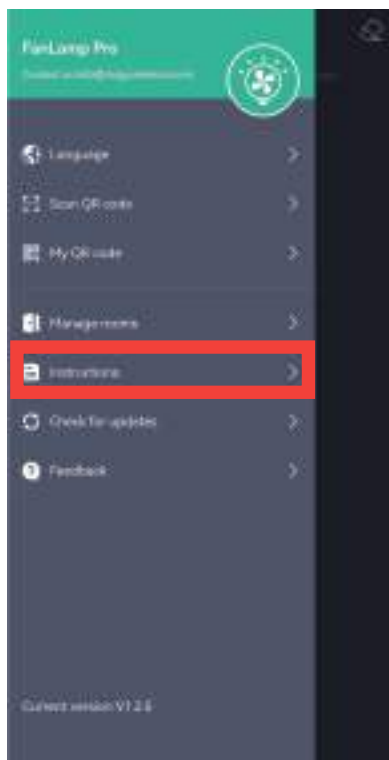 FanLamp Pro
Language
Scan QR code
My QR code
Manage rooms
Instructions
Check for updates
Feedback
Current version V1.2.6